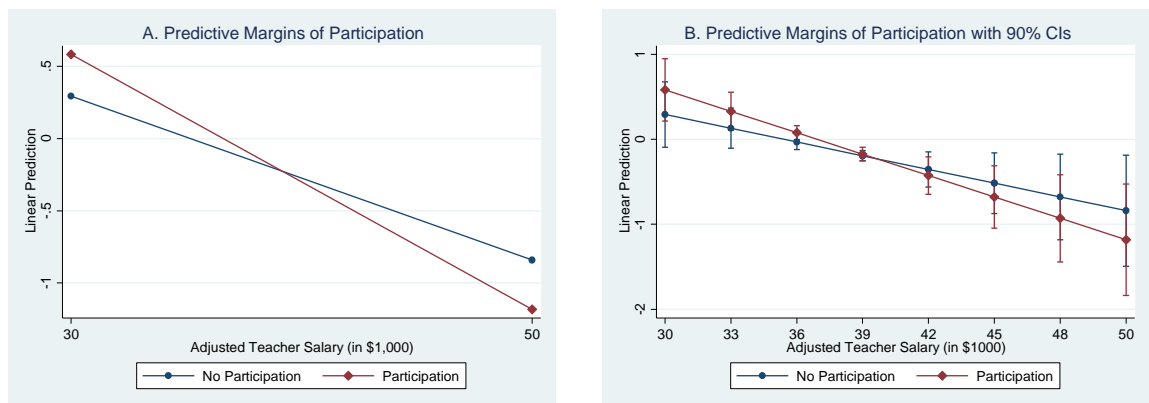 A. Predictive Margins of Participation
Linear Prediction
.5
0
-.5
-1
30
50
Adjusted Teacher Salary (in $1,000)
No Participation
Participation
B. Predictive Margins of Participation with 90% CIs
Linear Prediction
1
0
-1
-2
30 33 36 39 42 45 48 50
Adjusted Teacher Salary (in $1000)
No Participation
Participation